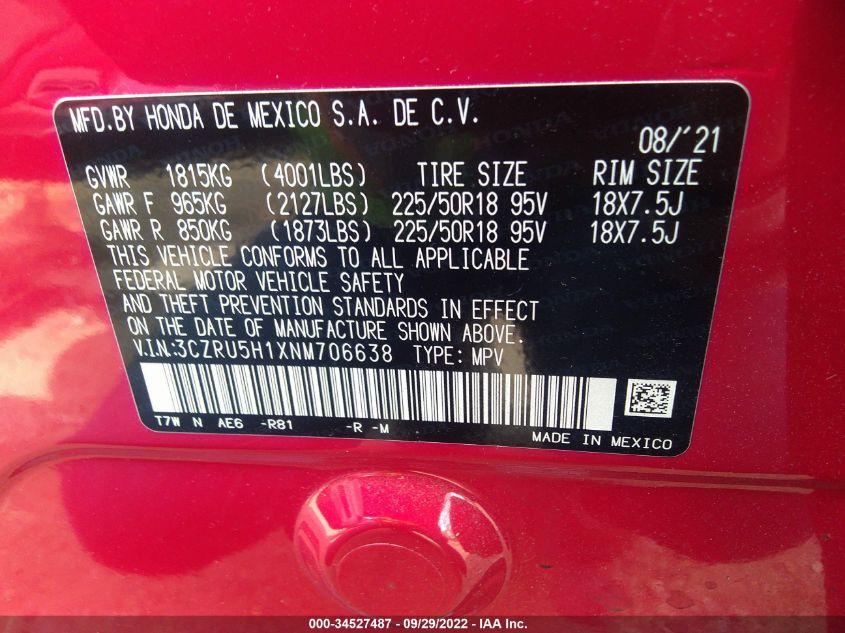 MFD.BY HONDA DE MEXICO S.A. DE C.V.
08/'21
GVWR 1815KG (4001LBS) TIRE SIZE RIM SIZE
GAWR F 965KG (2127LBS) 225/50R18 95V 18X7.5J
GAWR R 850KG (1873LBS) 225/50R18 95V 18X7.5J
THIS VEHICLE CONFORMS TO ALL APPLICABLE
FEDERAL MOTOR VEHICLE SAFETY
AND THEFT PREVENTION STANDARDS IN EFFECT
ON THE DATE OF MANUFACTURE SHOWN ABOVE.
V.I.N:3CZRU5H1XNM706638 TYPE: MPV
T7W N AE6 -R81 -R -M
MADE IN MEXICO
000-34527487 - 09/29/2022 - IAA Inc.